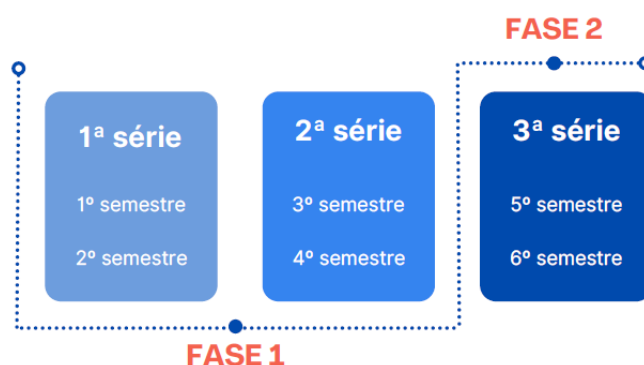 FASE 2
1ª série
1º semestre
2º semestre
2ª série
3º semestre
4º semestre
3ª série
5º semestre
6º semestre
FASE 1